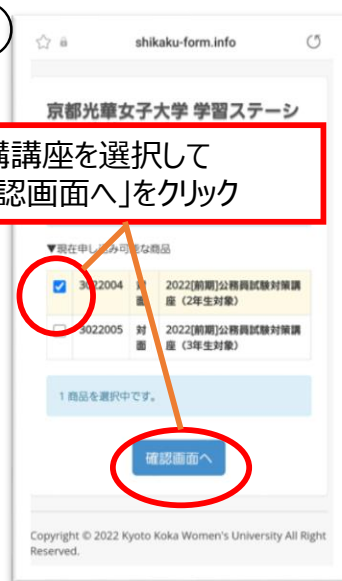 shikaku-form.info
京都光華女子大学 学習ステーシ
講講座を選択して
認画面へ」をクリック
▼現在申し込み可能な商品
3022004 対面 2022[前期]公務員試験対策講座（2年生対象）
3022005 対面 2022[前期]公務員試験対策講座（3年生対象）
1 商品を選択中です。
確認画面へ
Copyright © 2022 Kyoto Koka Women's University All Right
Reserved.